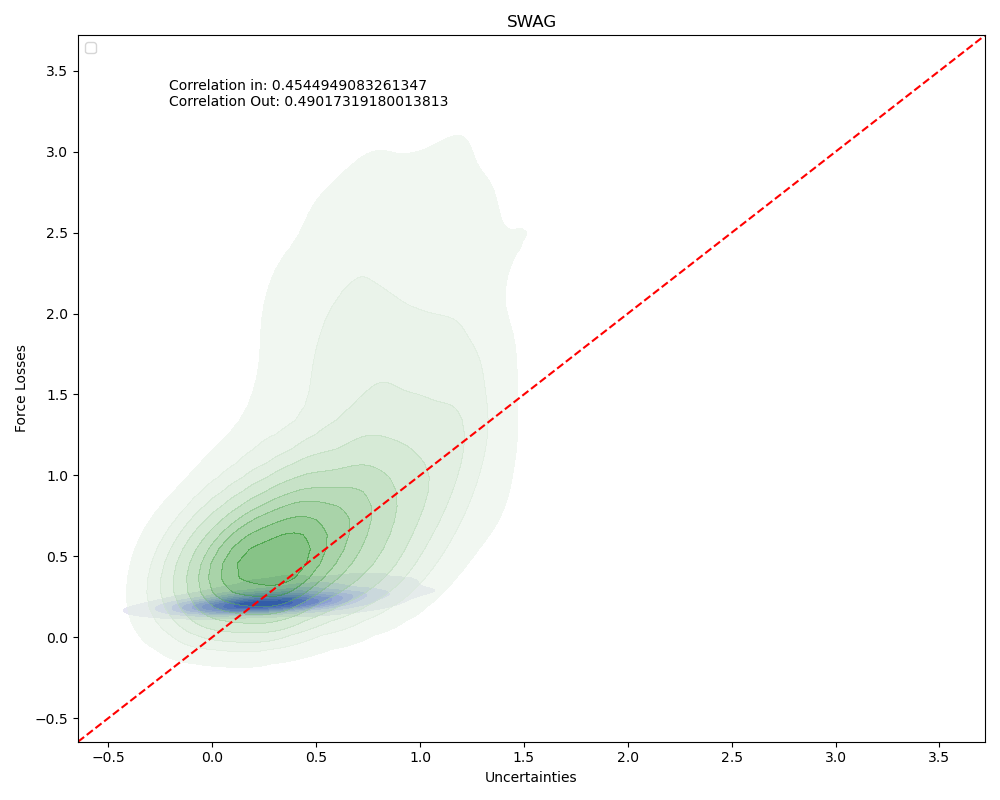 SWAG
Correlation in: 0.4544949083261347
Correlation Out: 0.49017319180013813
Force Losses
3.5
3.0
2.5
2.0
1.5
1.0
0.5
0.0
−0.5
−0.5 0.0 0.5 1.0 1.5 2.0 2.5 3.0 3.5
Uncertainties